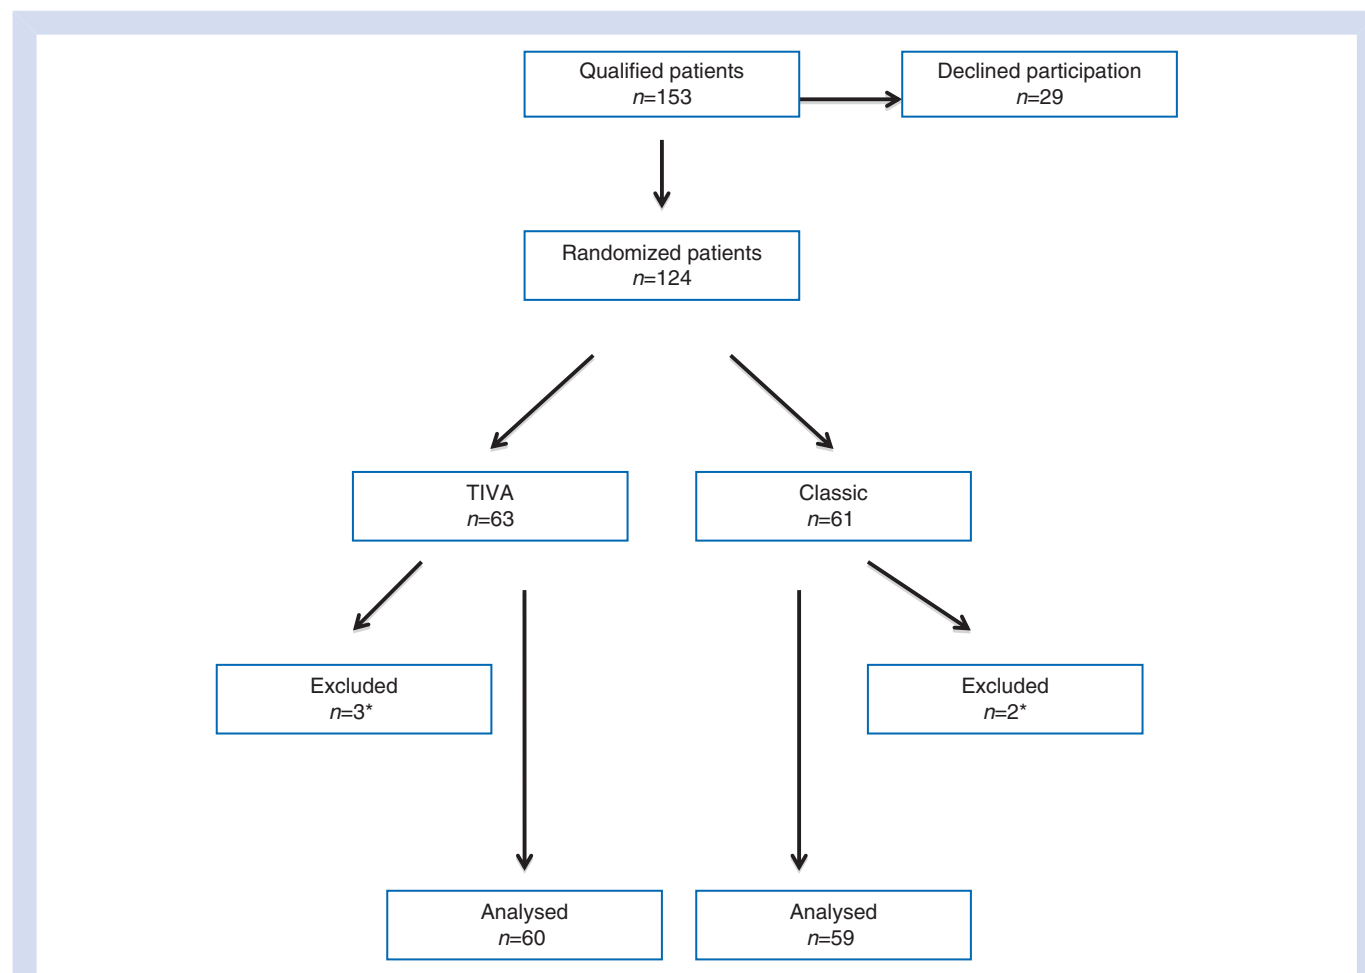 Qualified patients
n=153
Declined participation
n=29
Randomized patients
n=124
TIVA
n=63
Classic
n=61
Excluded
n=3*
Excluded
n=2*
Analysed
n=60
Analysed
n=59